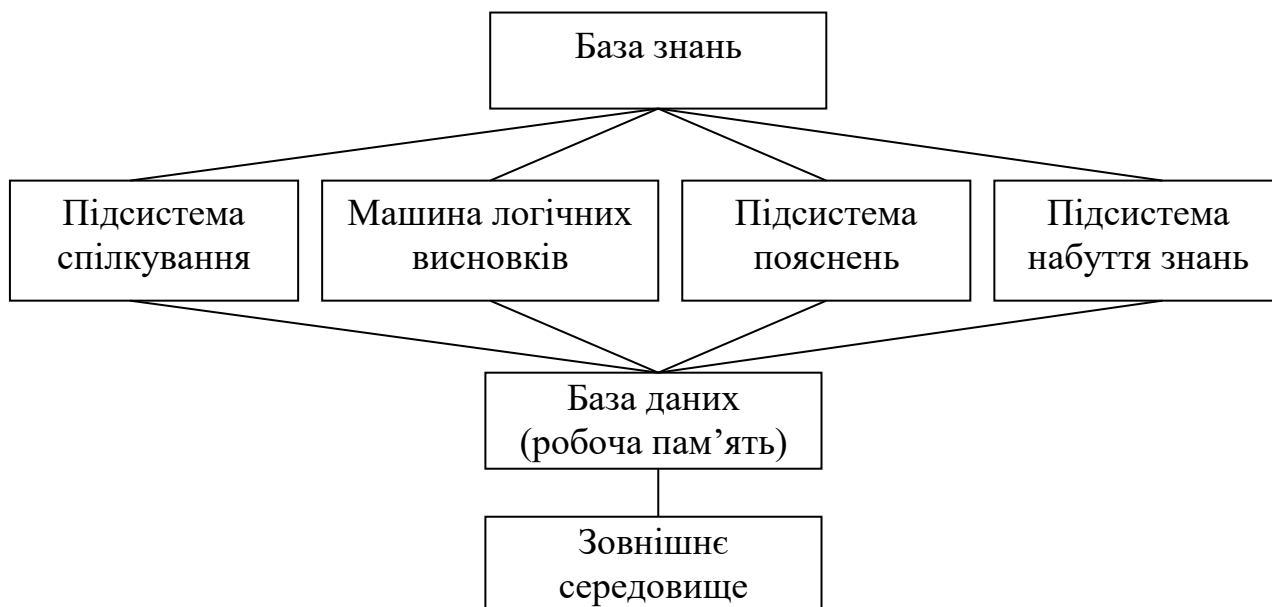 База знань
Підсистема
спілкування
Машина логічних
висновків
Підсистема
пояснень
Підсистема
набуття знань
База даних
(робоча пам’ять)
Зовнішнє
середовище